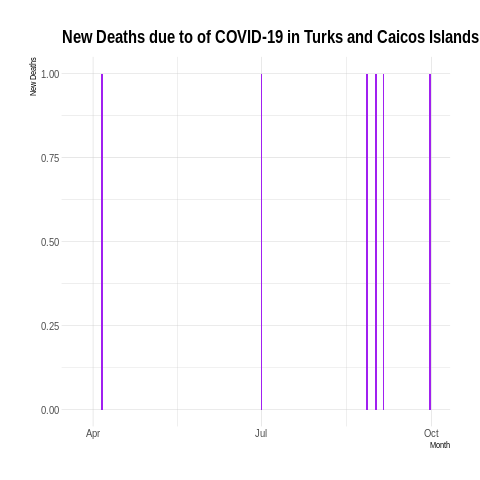 New Deaths due to of COVID-19 in Turks and Caicos Islands
New Deaths
1.00
0.75
0.50
0.25
0.00
Apr Jul Oct
Month